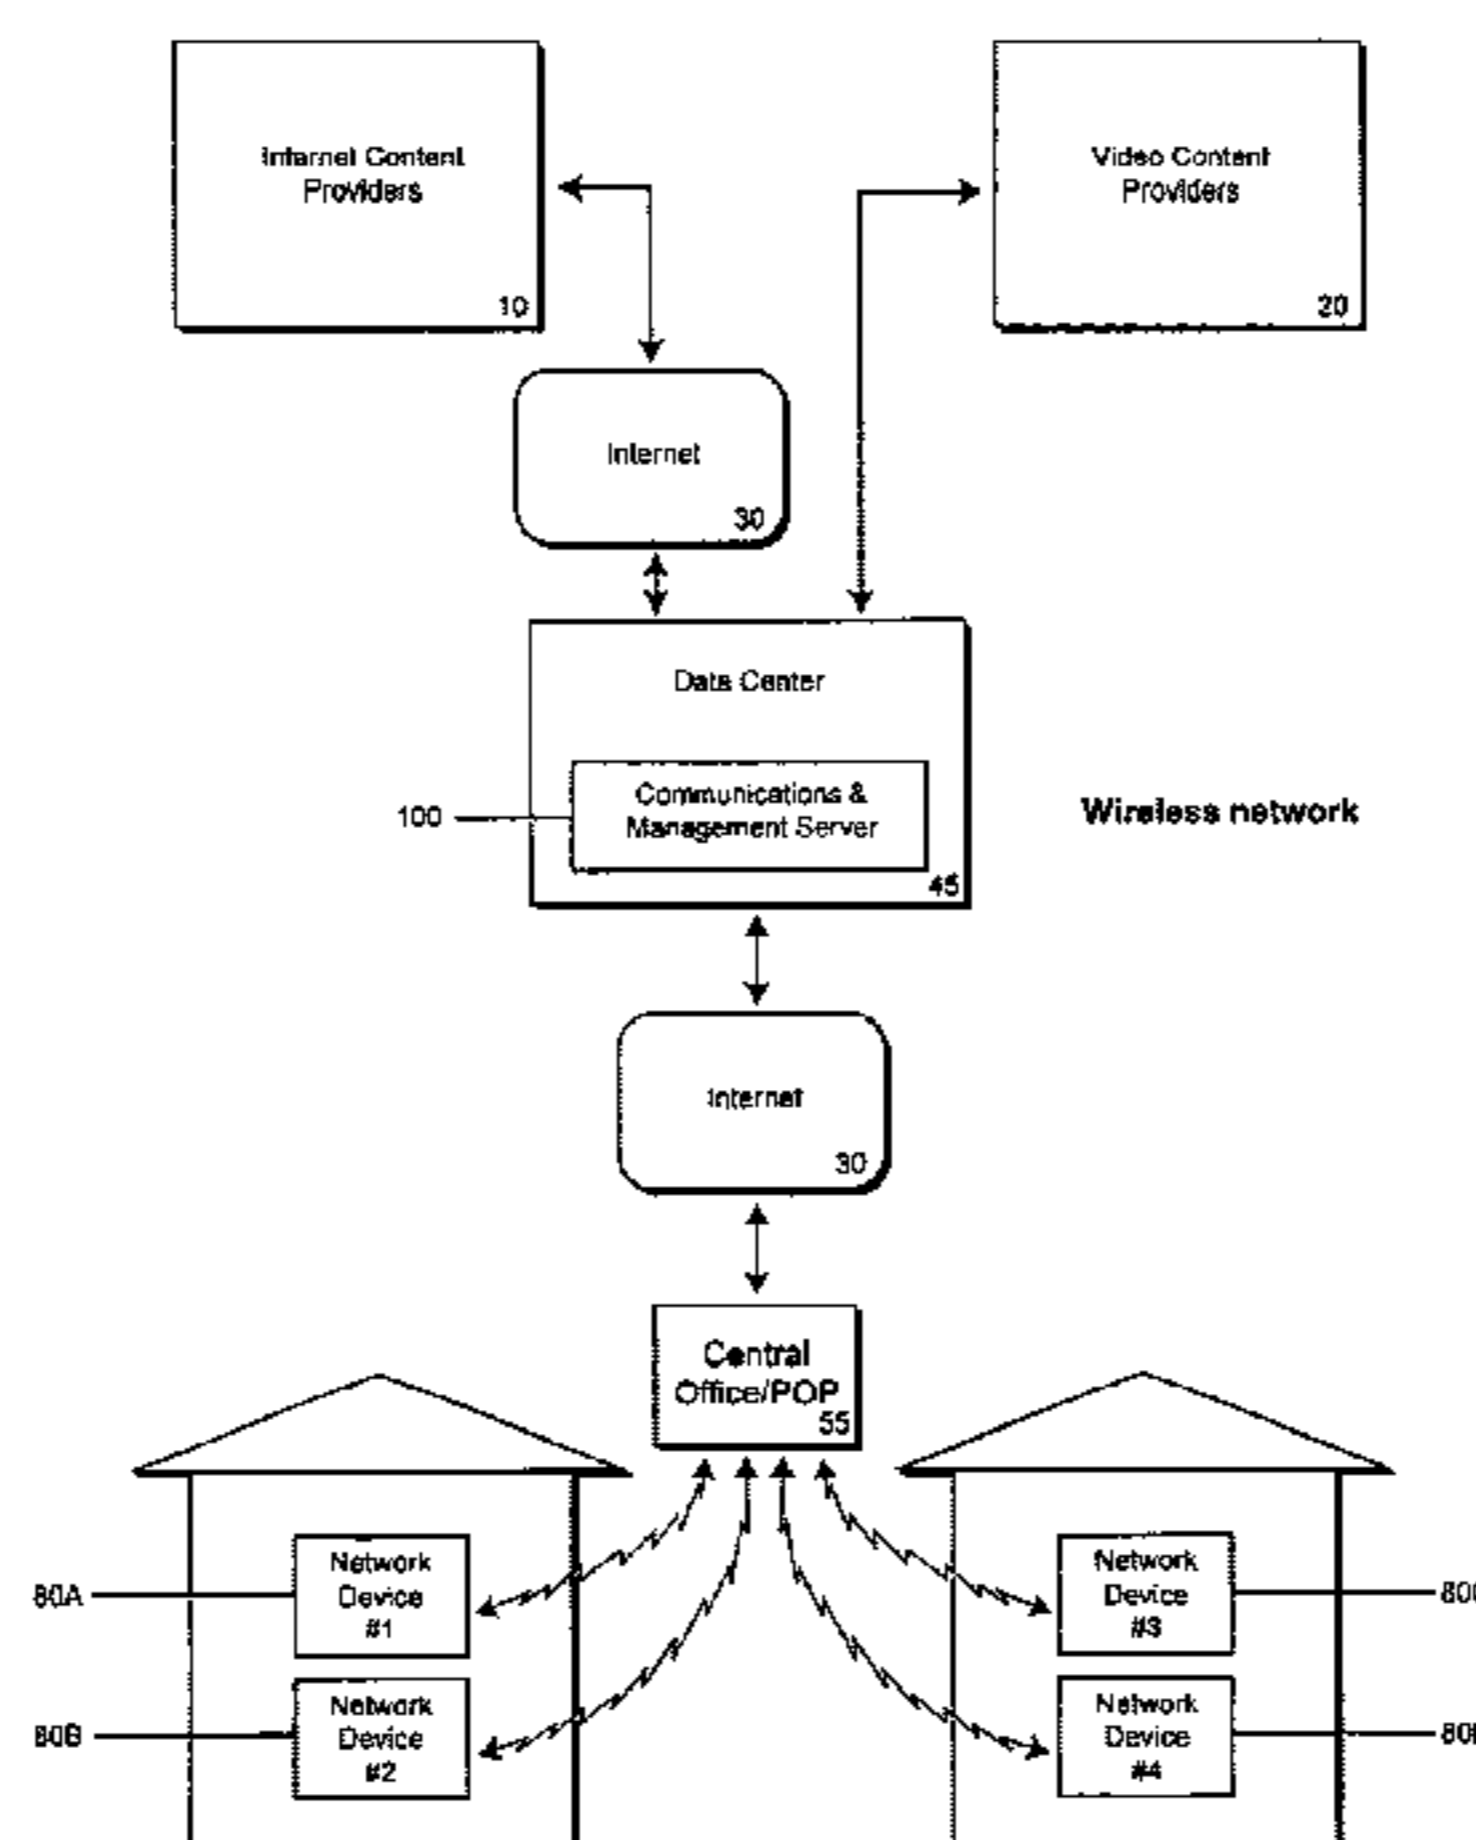 Internet Content
Providers
10
Video Content
Providers
20
Internet
30
Data Center
100
Communications &
Management Server
45
Wireless network
Internet
30
Central
Office/POP
55
80A
Network
Device
#1
Network
Device
#3
80B
Network
Device
#2
Network
Device
#4